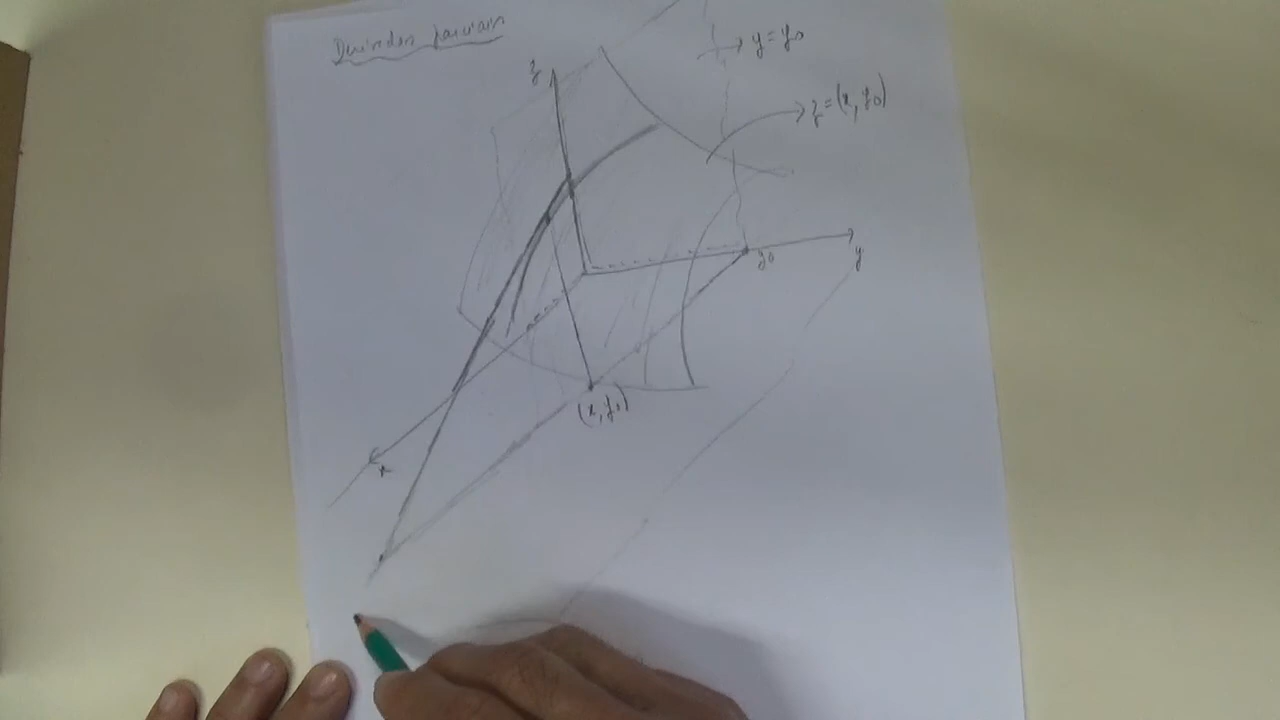 z
y = y0
z = (x, y0)
y0
y
(x, y0)
x